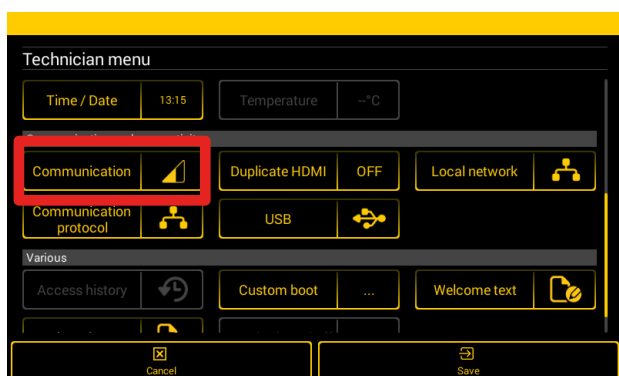 Technician menu
Time / Date 13:15 Temperature --°C
Communication Duplicate HDMI OFF Local network
Communication protocol USB
Various
Access history Custom boot ... Welcome text
Cancel Save